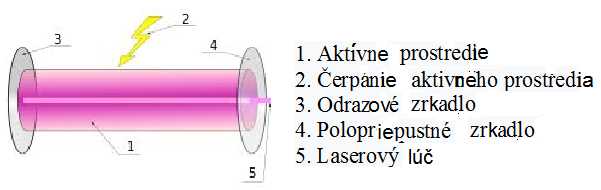 3
2
4
1
5
1. Aktívne prostredie
2. Čerpánie aktivného prostředia
3. Odrazové zrkadlo
4. Polopriepustné zrkadlo
5. Laserový lúč